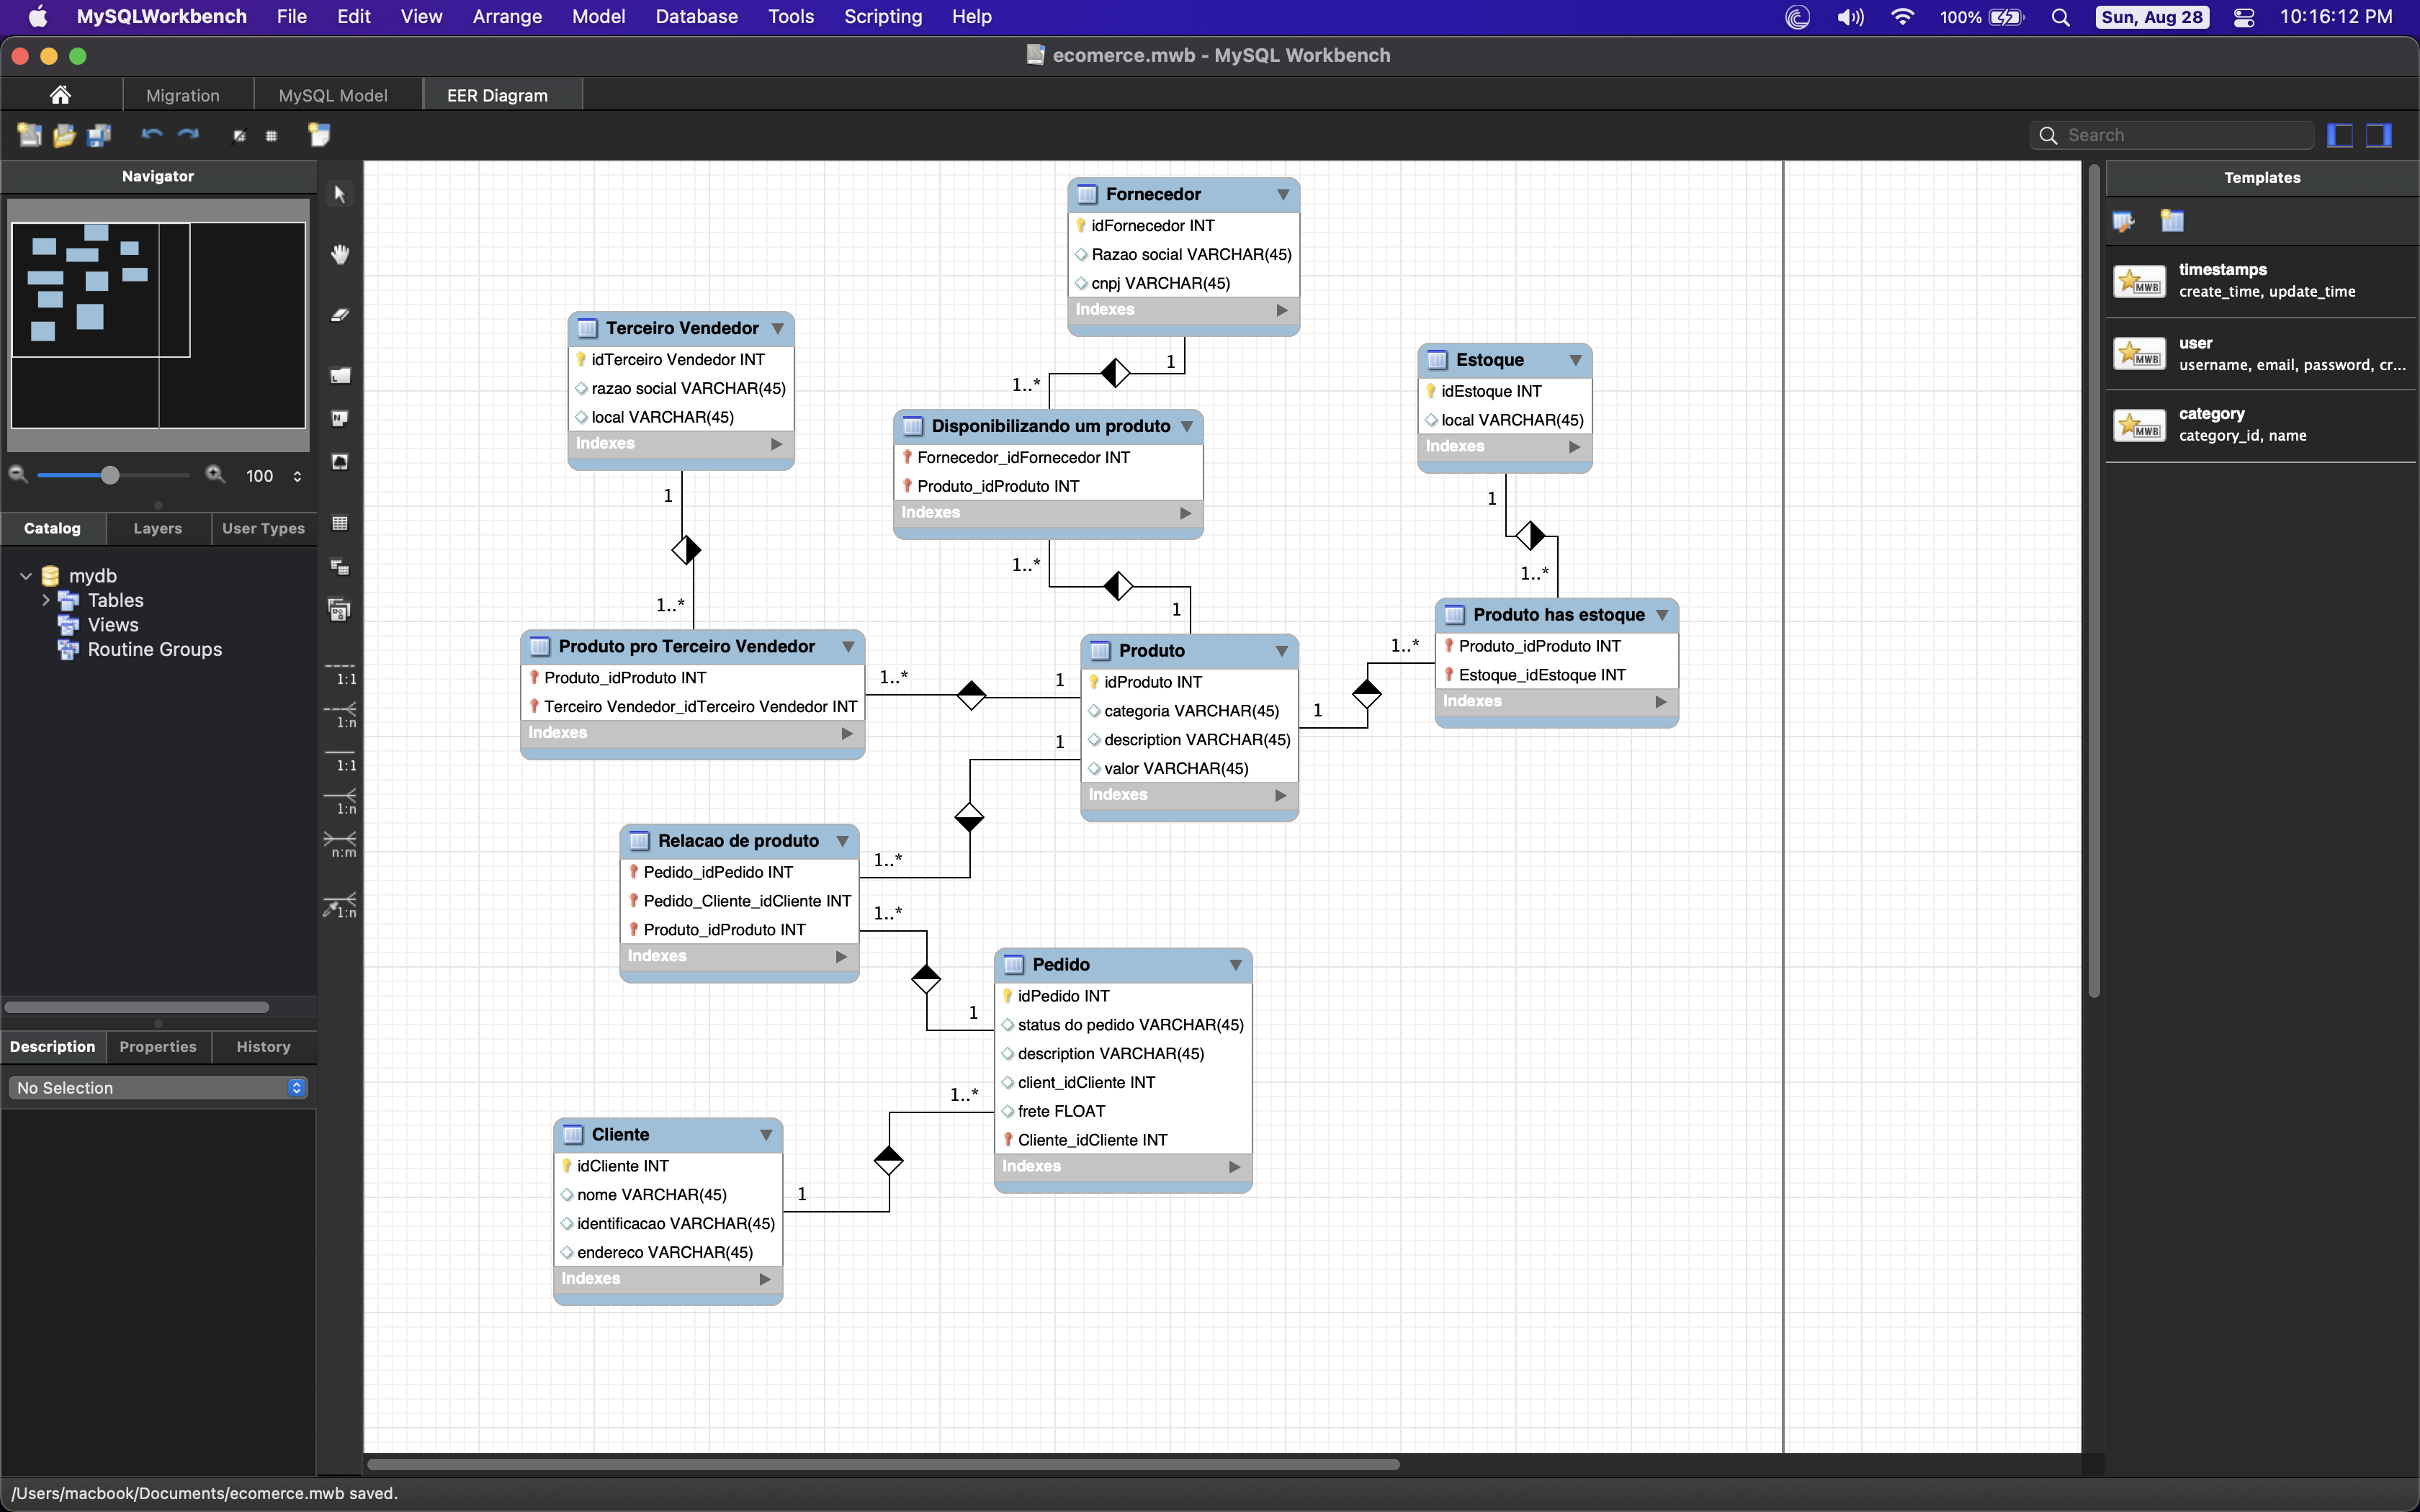 MySQLWorkbench File Edit View Arrange Model Database Tools Scripting Help 100% Sun, Aug 28 10:16:12 PM
ecomerce.mwb - MySQL Workbench
Migration MySQL Model EER Diagram
Search
Navigator
100
Catalog Layers User Types
mydb
Tables
Views
Routine Groups
Description Properties History
No Selection
1:1
1:n
1:1
1:n
n:m
1:n
Fornecedor
idFornecedor INT
Razao social VARCHAR(45)
cnpj VARCHAR(45)
Indexes
1
1..*
Terceiro Vendedor
idTerceiro Vendedor INT
razao social VARCHAR(45)
local VARCHAR(45)
Indexes
1
1..*
Estoque
idEstoque INT
local VARCHAR(45)
Indexes
1
1..*
Disponibilizando um produto
Fornecedor_idFornecedor INT
Produto_idProduto INT
Indexes
1..*
1
Produto pro Terceiro Vendedor
Produto_idProduto INT
Terceiro Vendedor_idTerceiro Vendedor INT
Indexes
1..*
1
Produto
idProduto INT
categoria VARCHAR(45)
description VARCHAR(45)
valor VARCHAR(45)
Indexes
1
1..*
Produto has estoque
Produto_idProduto INT
Estoque_idEstoque INT
Indexes
1
1..*
Relacao de produto
Pedido_idPedido INT
Pedido_Cliente_idCliente INT
Produto_idProduto INT
Indexes
1..*
1
Pedido
idPedido INT
status do pedido VARCHAR(45)
description VARCHAR(45)
client_idCliente INT
frete FLOAT
Cliente_idCliente INT
Indexes
1..*
1
Cliente
idCliente INT
nome VARCHAR(45)
identificacao VARCHAR(45)
endereco VARCHAR(45)
Indexes
Templates
MWB
timestamps
create_time, update_time
MWB
user
username, email, password, cr...
MWB
category
category_id, name
/Users/macbook/Documents/ecomerce.mwb saved.